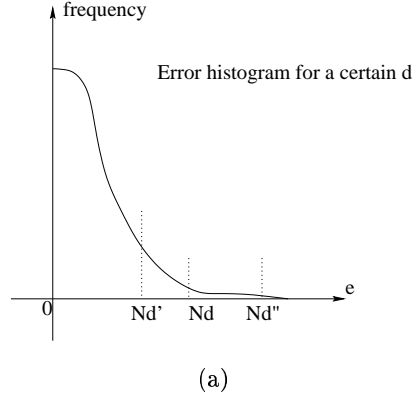 frequency
Error histogram for a certain d
e
0
Nd'
Nd
Nd"
(a)